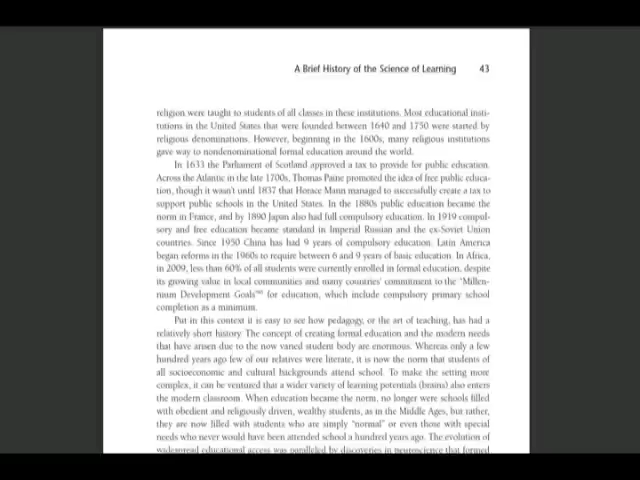 A Brief History of the Science of Learning 43
religion were taught to students of all classes in these institutions. Most educational insti-
tutions in the United States that were founded between 1640 and 1750 were started by
religious denominations. However, beginning in the 1600s, many religious institutions
gave way to nondenominational formal education around the world.
In 1633 the Parliament of Scotland approved a tax to provide for public education.
Across the Atlantic in the late 1700s, Thomas Paine promoted the idea of free public educa-
tion, though it wasn't until 1837 that Horace Mann managed to successfully create a tax to
support public schools in the United States. In the 1880s public education became the
norm in France, and by 1890 Japan also had full compulsory education. In 1919 compul-
sory and free education became standard in Imperial Russian and the ex-Soviet Union
countries. Since 1950 China has had 9 years of compulsory education. Latin America
began reforms in the 1960s to require between 6 and 9 years of basic education. In Africa,
in 2009, less than 60% of all students were currently enrolled in formal education, despite
its growing value in local communities and many countries' commitment to the "Millen-
nium Development Goals" for education, which include compulsory primary school
completion as a minimum.
Put in this context it is easy to see how pedagogy, or the art of teaching, has had a
relatively short history. The concept of creating formal education and the modern needs
that have arisen due to the now varied student body are enormous. Whereas only a few
hundred years ago few of our relatives were literate, it is now the norm that students of
all socioeconomic and cultural backgrounds attend school. To make the setting more
complex, it can be ventured that a wider variety of learning potentials (brains) also enters
the modern classroom. When education became the norm, no longer were schools filled
with obedient and religiously driven, wealthy students, as in the Middle Ages, but rather,
they are now filled with students who are simply "normal" or even those with special
needs who never would have been attended school a hundred years ago. The evolution of
widespread educational access was paralleled by discoveries in neuroscience that formed